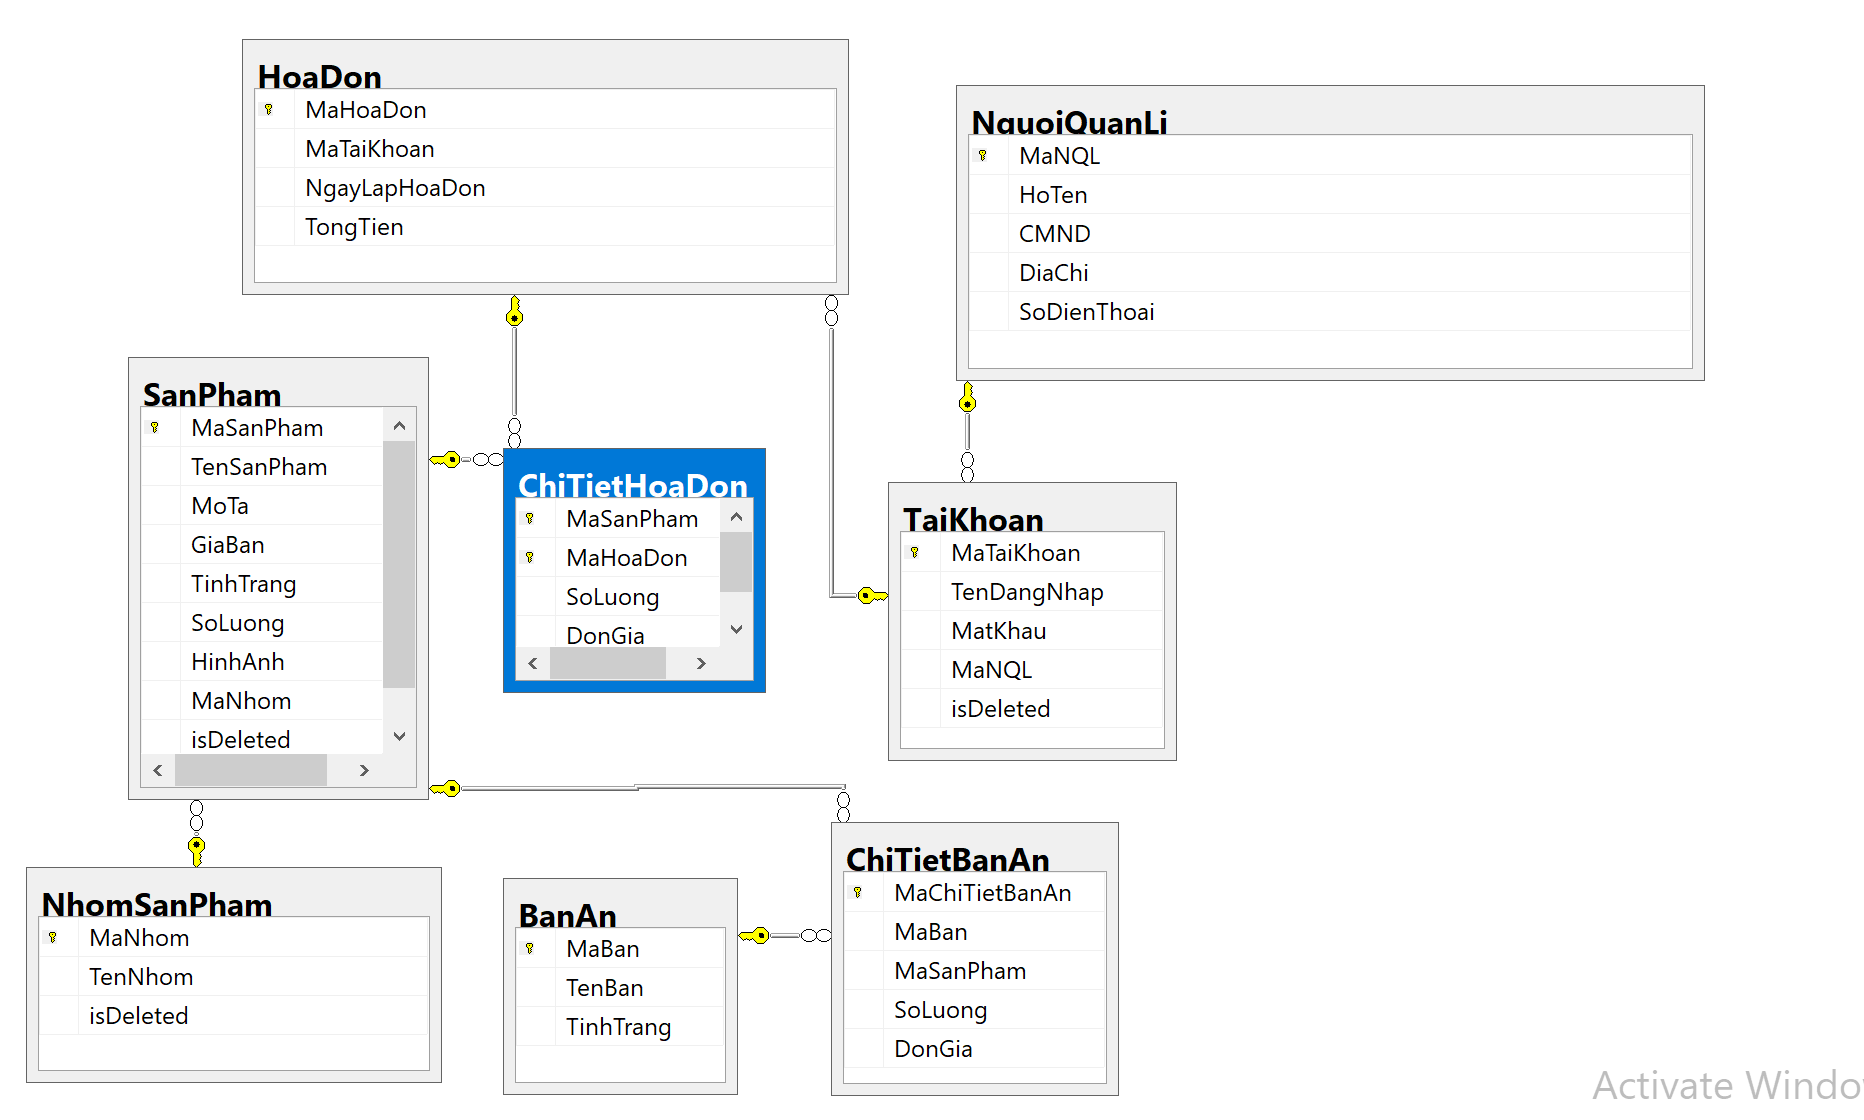 HoaDon
MaHoaDon
MaTaiKhoan
NgayLapHoaDon
TongTien
NguoiQuanLi
MaNQL
HoTen
CMND
DiaChi
SoDienThoai
SanPham
MaSanPham
TenSanPham
MoTa
GiaBan
TinhTrang
SoLuong
HinhAnh
MaNhom
isDeleted
ChiTietHoaDon
MaSanPham
MaHoaDon
SoLuong
DonGia
TaiKhoan
MaTaiKhoan
TenDangNhap
MatKhau
MaNQL
isDeleted
NhomSanPham
MaNhom
TenNhom
isDeleted
BanAn
MaBan
TenBan
TinhTrang
ChiTietBanAn
MaChiTietBanAn
MaBan
MaSanPham
SoLuong
DonGia
Activate Windo